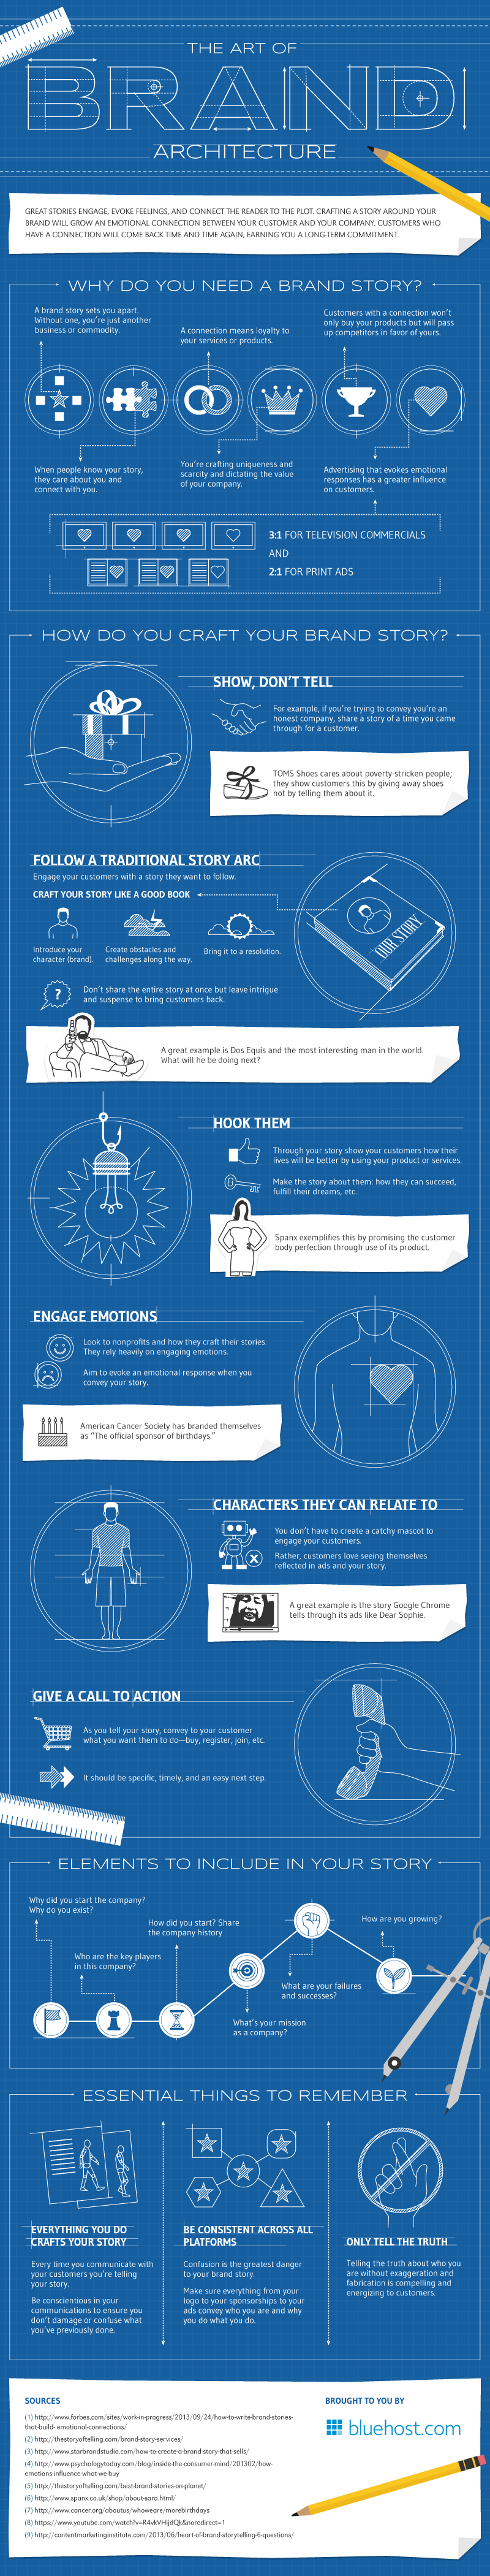 THE ART OF
BRAND
ARCHITECTURE
GREAT STORIES ENGAGE, EVOKE FEELINGS, AND CONNECT THE READER TO THE PLOT. CRAFTING A STORY AROUND YOUR
BRAND WILL GROW AN EMOTIONAL CONNECTION BETWEEN YOUR CUSTOMER AND YOUR COMPANY. CUSTOMERS WHO
HAVE A CONNECTION WILL COME BACK TIME AND TIME AGAIN, EARNING YOU A LONG-TERM COMMITMENT.
WHY DO YOU NEED A BRAND STORY?
A brand story sets you apart.
Without one, you're just another
business or commodity.
A connection means loyalty to
your services or products.
Customers with a connection won't
only buy your products but will pass
up competitors in favor of yours.
When people know your story,
they care about you and
connect with you.
You're crafting uniqueness and
scarcity and dictating the value
of your company.
Advertising that evokes emotional
responses has a greater influence
on customers.
3:1 FOR TELEVISION COMMERCIALS
AND
2:1 FOR PRINT ADS
HOW DO YOU CRAFT YOUR BRAND STORY?
SHOW, DON'T TELL
For example, if you're trying to convey you're an
honest company, share a story of a time you came
through for a customer.
TOMS Shoes cares about poverty-stricken people;
they show customers this by giving away shoes
not by telling them about it.
FOLLOW A TRADITIONAL STORY ARC
Engage your customers with a story they want to follow.
CRAFT YOUR STORY LIKE A GOOD BOOK
OUR STORY
Introduce your
character (brand).
Create obstacles and
challenges along the way.
Bring it to a resolution.
?
Don't share the entire story at once but leave intrigue
and suspense to bring customers back.
A great example is Dos Equis and the most interesting man in the world.
What will he be doing next?
HOOK THEM
Through your story show your customers how their
lives will be better by using your product or services.
Make the story about them: how they can succeed,
fulfill their dreams, etc.
Spanx exemplifies this by promising the customer
body perfection through use of its product.
ENGAGE EMOTIONS
Look to nonprofits and how they craft their stories.
They rely heavily on engaging emotions.
Aim to evoke an emotional response when you
convey your story.
American Cancer Society has branded themselves
as "The official sponsor of birthdays."
CHARACTERS THEY CAN RELATE TO
You don't have to create a catchy mascot to
engage your customers.
Rather, customers love seeing themselves
reflected in ads and your story.
X
A great example is the story Google Chrome
tells through its ads like Dear Sophie.
GIVE A CALL TO ACTION
As you tell your story, convey to your customer
what you want them to do—buy, register, join, etc.
It should be specific, timely, and an easy next step.
ELEMENTS TO INCLUDE IN YOUR STORY
Why did you start the company?
Why do you exist?
How did you start? Share
the company history
How are you growing?
Who are the key players
in this company?
What are your failures
and successes?
What's your mission
as a company?
ESSENTIAL THINGS TO REMEMBER
EVERYTHING YOU DO
CRAFTS YOUR STORY
Every time you communicate with
your customers you're telling
your story.
Be conscientious in your
communications to ensure you
don't damage or confuse what
you've previously done.
BE CONSISTENT ACROSS ALL
PLATFORMS
Confusion is the greatest danger
to your brand story.
Make sure everything from your
logo to your sponsorships to your
ads convey who you are and why
you do what you do.
ONLY TELL THE TRUTH
Telling the truth about who you
are without exaggeration and
fabrication is compelling and
energizing to customers.
SOURCES
(1) http://www.forbes.com/sites/work-in-progress/2013/09/24/how-to-write-brand-stories-
that-build- emotional-connections/
(2) http://thestoryoftelling.com/brand-story-services/
(3) http://www.starbrandstudio.com/how-to-create-a-brand-story-that-sells/
(4) http://www.psychologytoday.com/blog/inside-the-consumer-mind/201302/how-
emotions-influence-what-we-buy
(5) http://thestoryoftelling.com/best-brand-stories-on-planet/
(6) http://www.spanx.co.uk/shop/about-sara.html/
(7) http://www.cancer.org/aboutus/whoweare/morebirthdays
(8) https://www.youtube.com/watch?v=R4vkVHijdQk&noredirect=1
(9) http://contentmarketinginstitute.com/2013/06/heart-of-brand-storytelling-6-questions/
BROUGHT TO YOU BY
bluehost.com